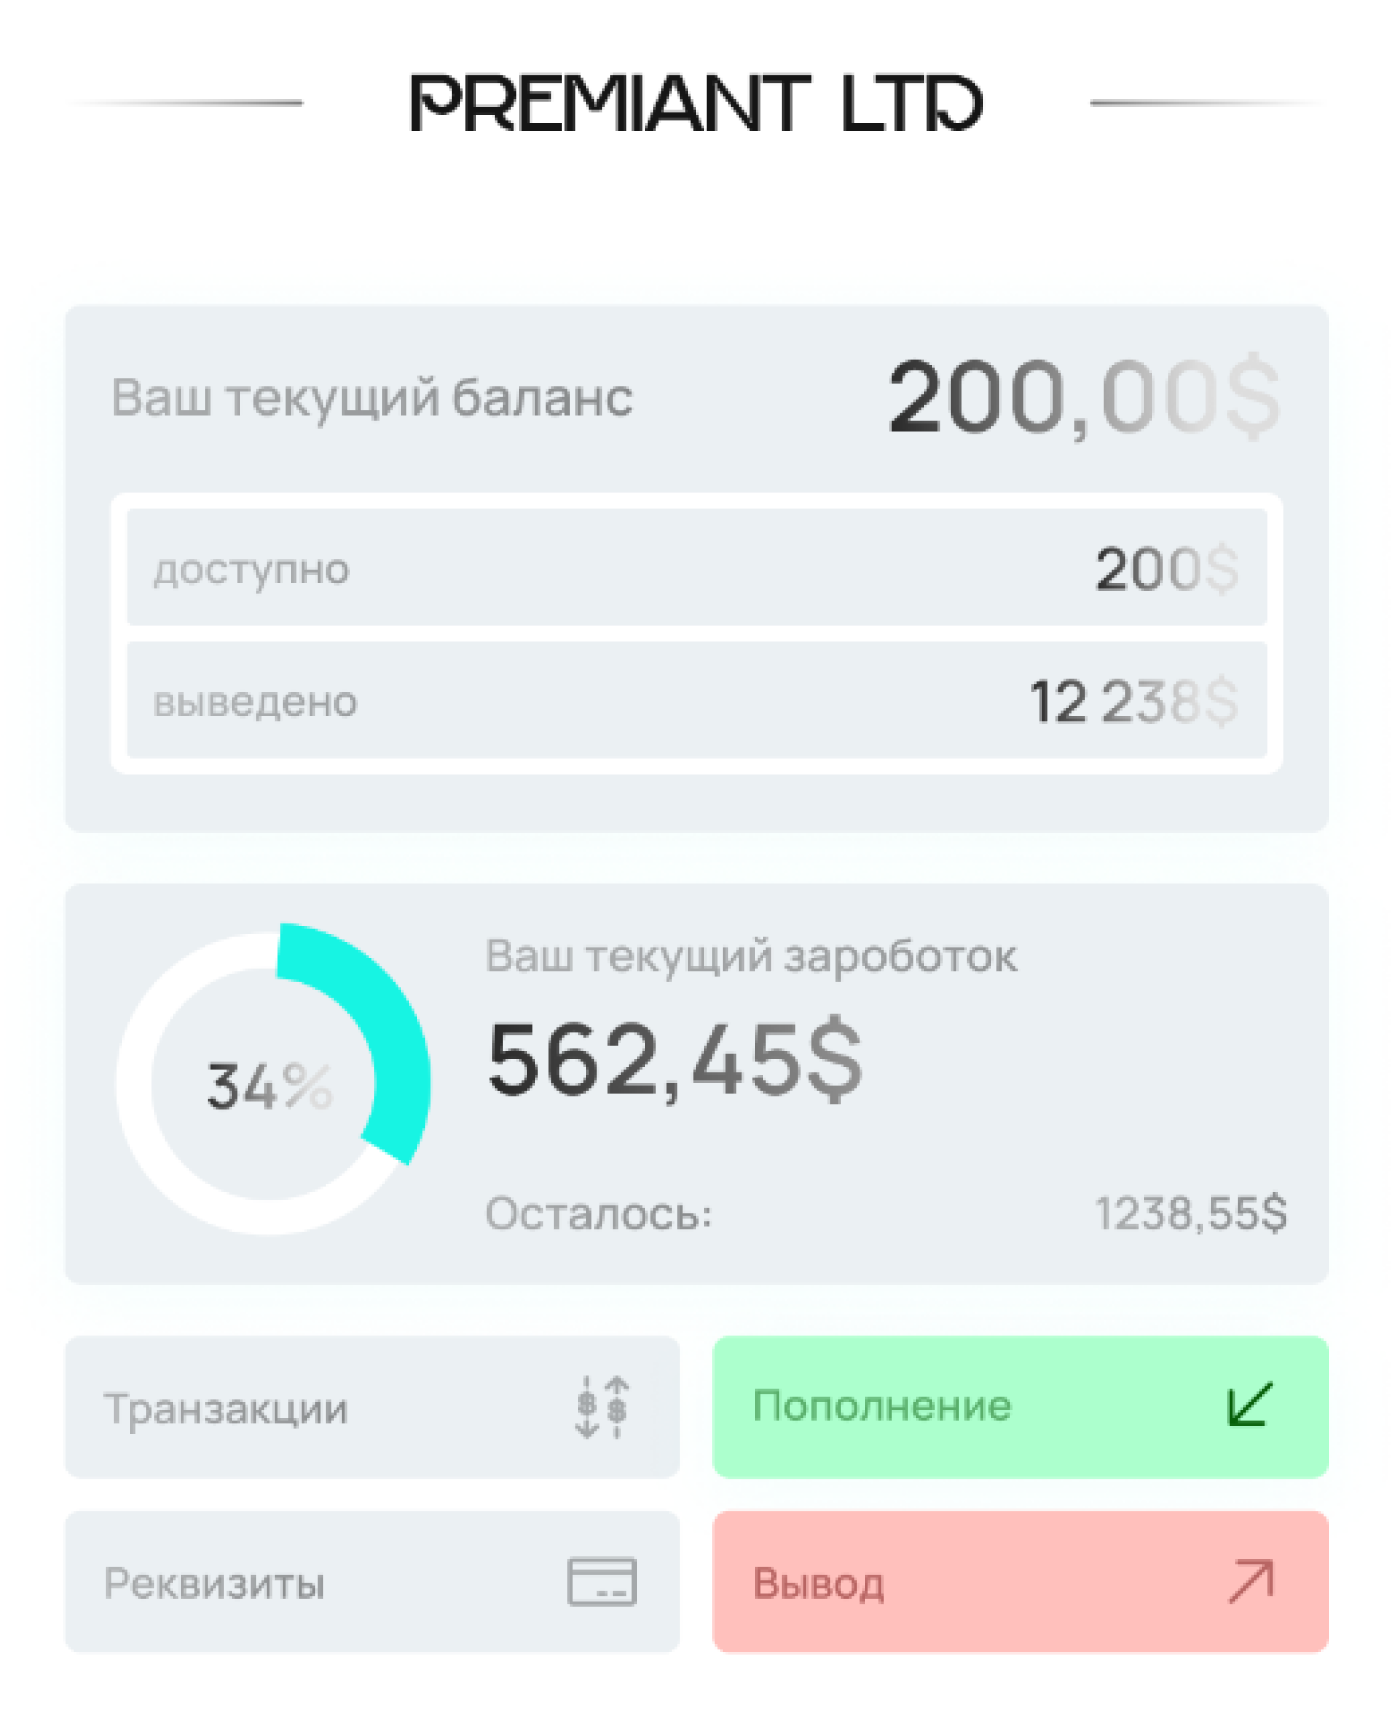 PREMIANT LTD
Ваш текущий баланс 200,00$
доступно 200$
выведено 12 238$
Ваш текущий зароботок
34% 562,45$
Осталось: 1238,55$
Транзакции Пополнение
Реквизиты Вывод